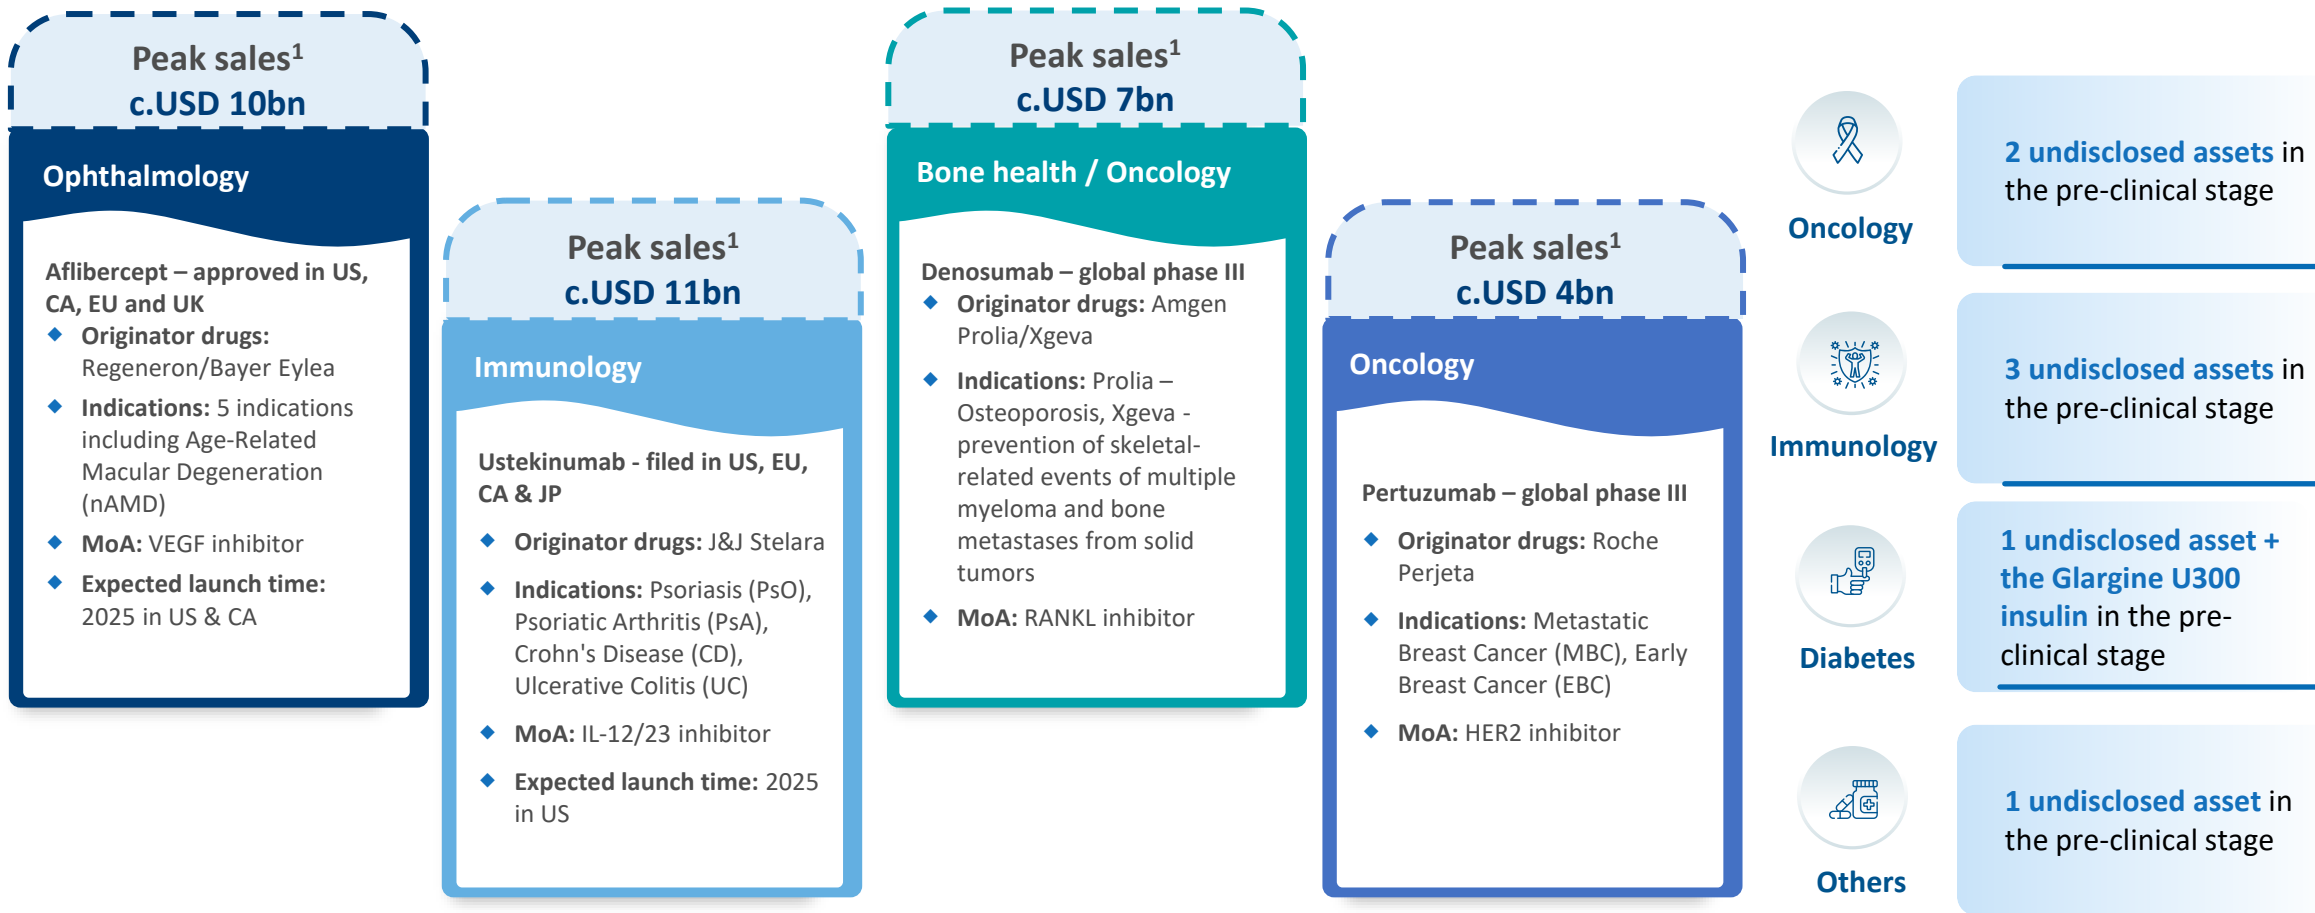 Peak sales1
c.USD 10bn
Ophthalmology
Aflibercept – approved in US,
CA, EU and UK
◆ Originator drugs:
Regeneron/Bayer Eylea
◆ Indications: 5 indications
including Age-Related
Macular Degeneration
(nAMD)
◆ MoA: VEGF inhibitor
◆ Expected launch time:
2025 in US & CA
Peak sales1
c.USD 11bn
Immunology
Ustekinumab - filed in US, EU,
CA & JP
◆ Originator drugs: J&J Stelara
◆ Indications: Psoriasis (PsO),
Psoriatic Arthritis (PsA),
Crohn's Disease (CD),
Ulcerative Colitis (UC)
◆ MoA: IL-12/23 inhibitor
◆ Expected launch time: 2025
in US
Peak sales1
c.USD 7bn
Bone health / Oncology
Denosumab – global phase III
◆ Originator drugs: Amgen
Prolia/Xgeva
◆ Indications: Prolia –
Osteoporosis, Xgeva -
prevention of skeletal-
related events of multiple
myeloma and bone
metastases from solid
tumors
◆ MoA: RANKL inhibitor
Peak sales1
c.USD 4bn
Oncology
Pertuzumab – global phase III
◆ Originator drugs: Roche
Perjeta
◆ Indications: Metastatic
Breast Cancer (MBC), Early
Breast Cancer (EBC)
◆ MoA: HER2 inhibitor
Oncology
2 undisclosed assets in
the pre-clinical stage
Immunology
3 undisclosed assets in
the pre-clinical stage
Diabetes
1 undisclosed asset +
the Glargine U300
insulin in the pre-
clinical stage
Others
1 undisclosed asset in
the pre-clinical stage